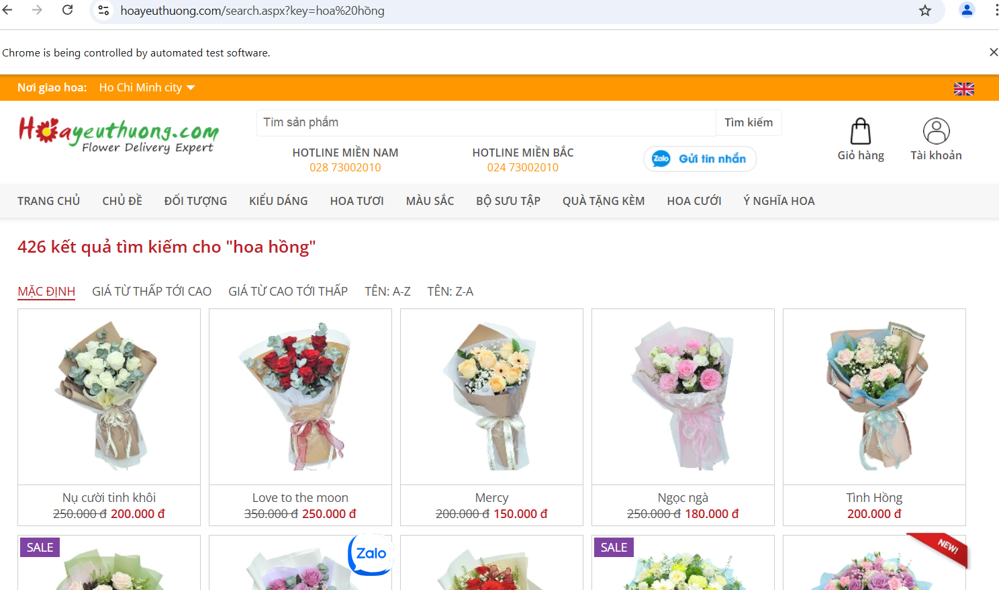 hoayeuthuong.com/search.aspx?key=hoa%20hồng
Chrome is being controlled by automated test software.
Nơi giao hoa: Ho Chi Minh city
Hoayeuthuong.com
Flower Delivery Expert
Tìm sản phẩm
Tìm kiếm
HOTLINE MIỀN NAM
028 73002010
HOTLINE MIỀN BẮC
024 73002010
Zalo Gửi tin nhắn
Giỏ hàng
Tài khoản
TRANG CHỦ CHỦ ĐỀ ĐỐI TƯỢNG KIỂU DÁNG HOA TƯƠI MÀU SẮC BỘ SƯU TẬP QUÀ TẶNG KÈM HOA CƯỚI Ý NGHĨA HOA
426 kết quả tìm kiếm cho "hoa hồng"
MẶC ĐỊNH GIÁ TỪ THẤP TỚI CAO GIÁ TỪ CAO TỚI THẤP TÊN: A-Z TÊN: Z-A
Nụ cười tinh khôi
250.000 đ 200.000 đ
Love to the moon
350.000 đ 250.000 đ
Mercy
200.000 đ 150.000 đ
Ngọc ngà
250.000 đ 180.000 đ
Tình Hồng
200.000 đ
SALE
Zalo
SALE
NEW!